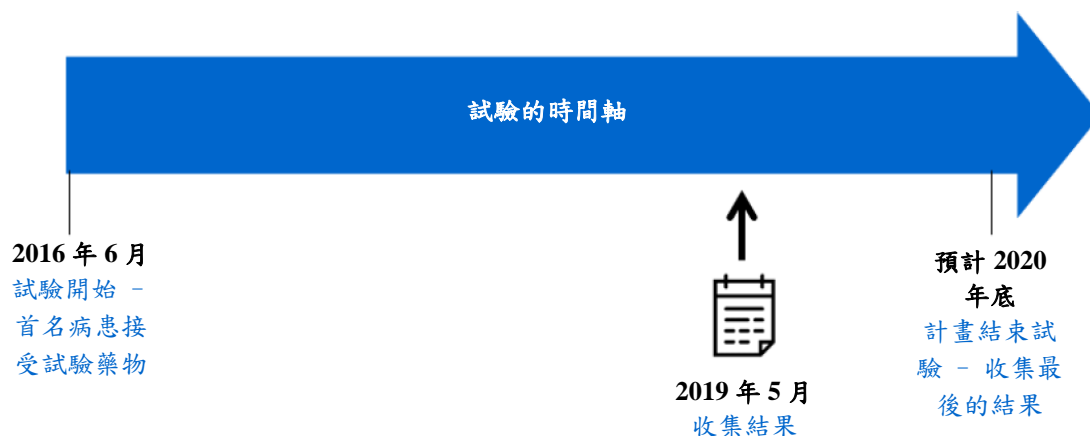 試驗的時間軸
2016 年 6 月
試驗開始 -
首名病患接
受試驗藥物
2019 年 5 月
收集結果
預計 2020
年底
計畫結束試
驗 - 收集最
後的結果